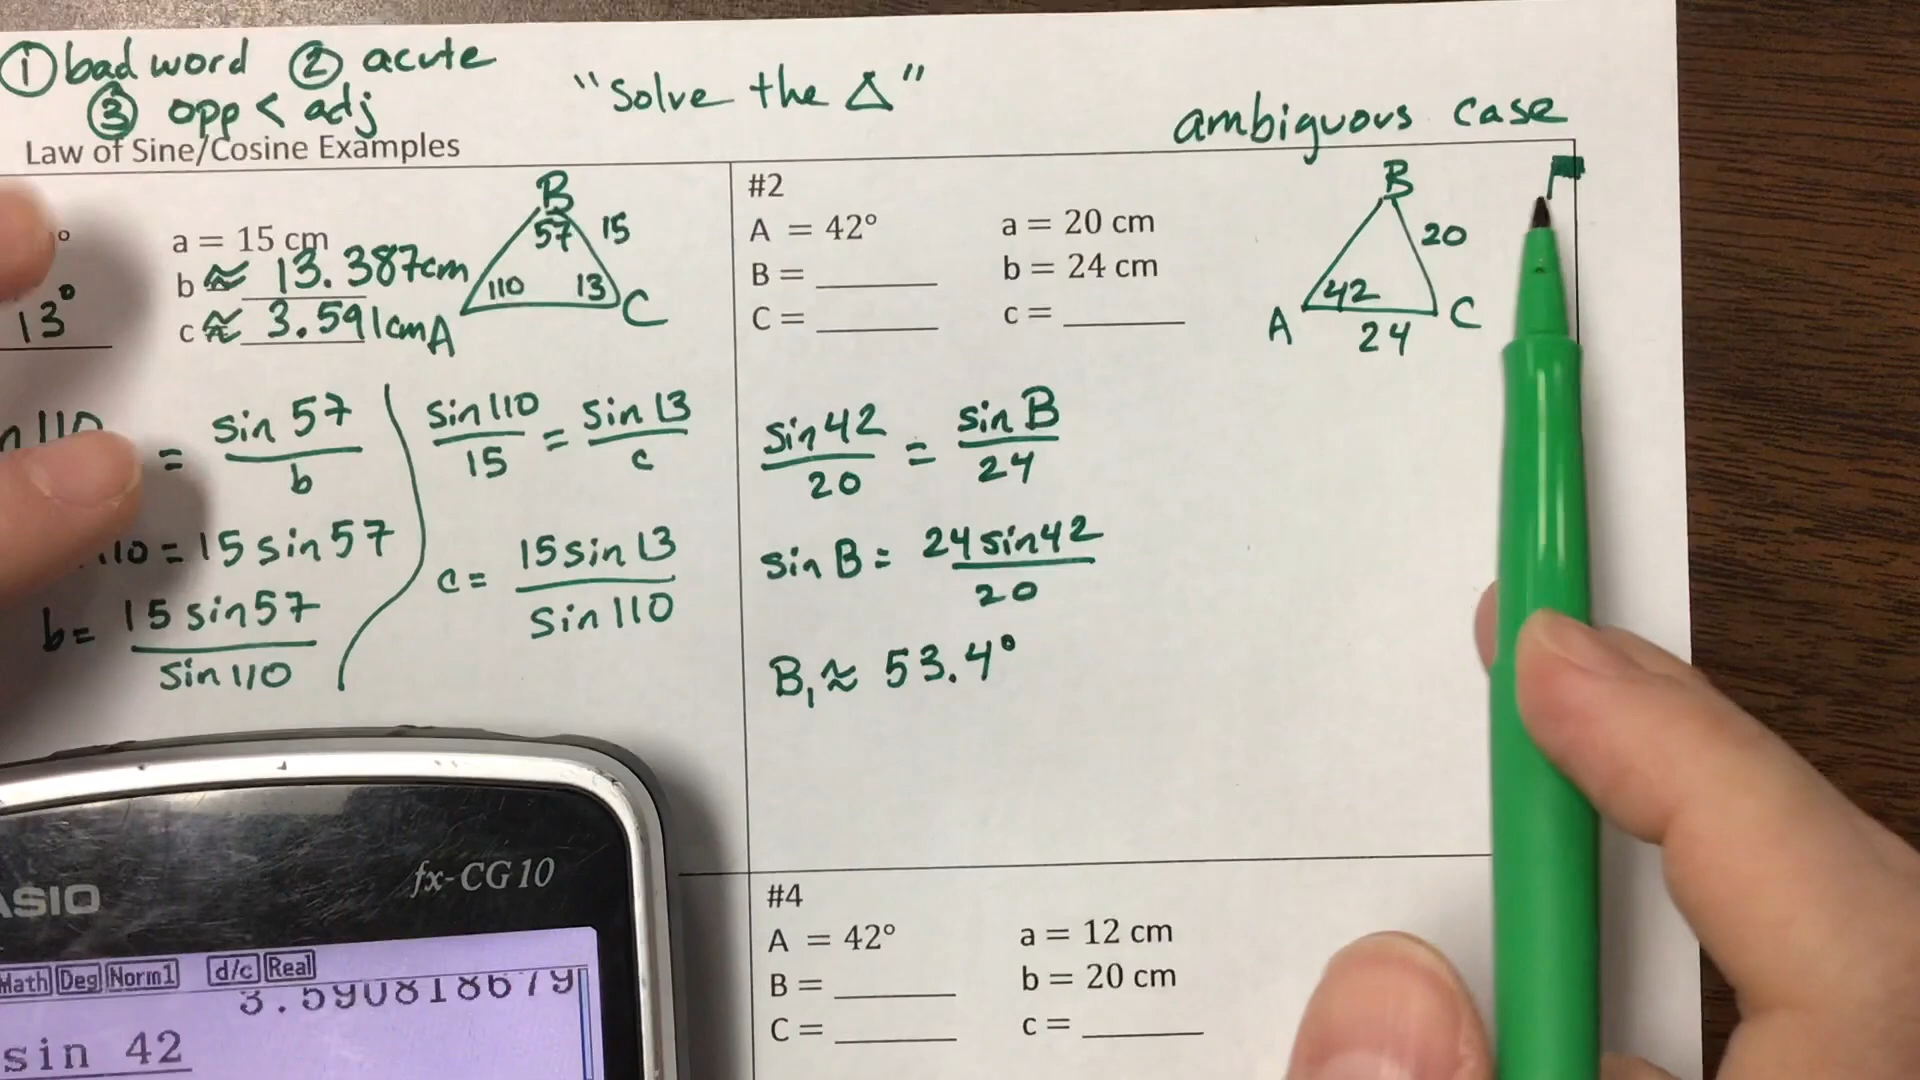 ① bad word ② acute
③ opp < adj
"Solve the △"
ambiguous case
Law of Sine/Cosine Examples
°
13°
a = 15 cm
b ≈ 13.387cm
c ≈ 3.591cm
B
57 15
110 13
A C
= sin 57 / b
110 = 15 sin 57
b = 15 sin 57 / sin 110
sin 110 / 15 = sin 13 / c
c = 15 sin 13 / sin 110
#2
A = 42° a = 20 cm
B = ______ b = 24 cm
C = ______ c = ______
B
20
42
A C
24
sin 42 / 20 = sin B / 24
sin B = 24 sin 42 / 20
B₁ ≈ 53.4°
#4
A = 42° a = 12 cm
B = ______ b = 20 cm
C = ______ c = ______
fx-CG10
ASIO
Math Deg Norm1 d/c Real
3.590818679
sin 42